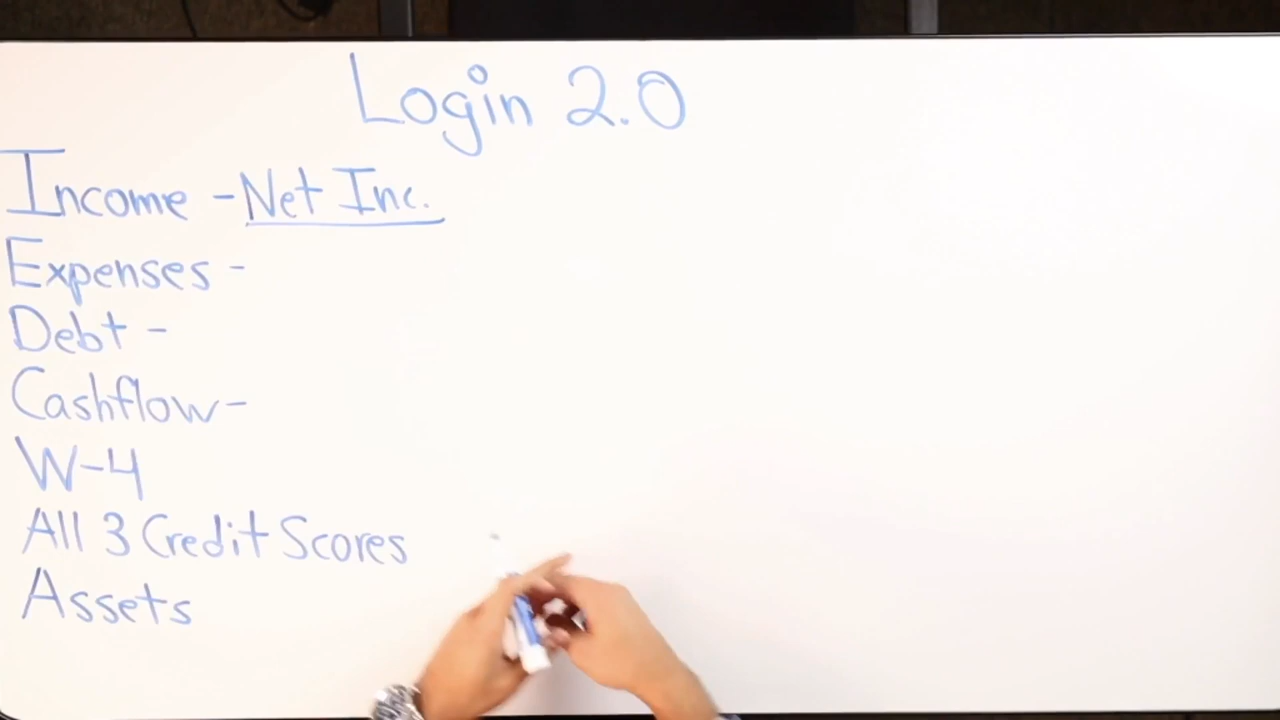 Login 2.0
Income - Net Inc.
Expenses -
Debt -
Cashflow -
W-4
All 3 Credit Scores
Assets